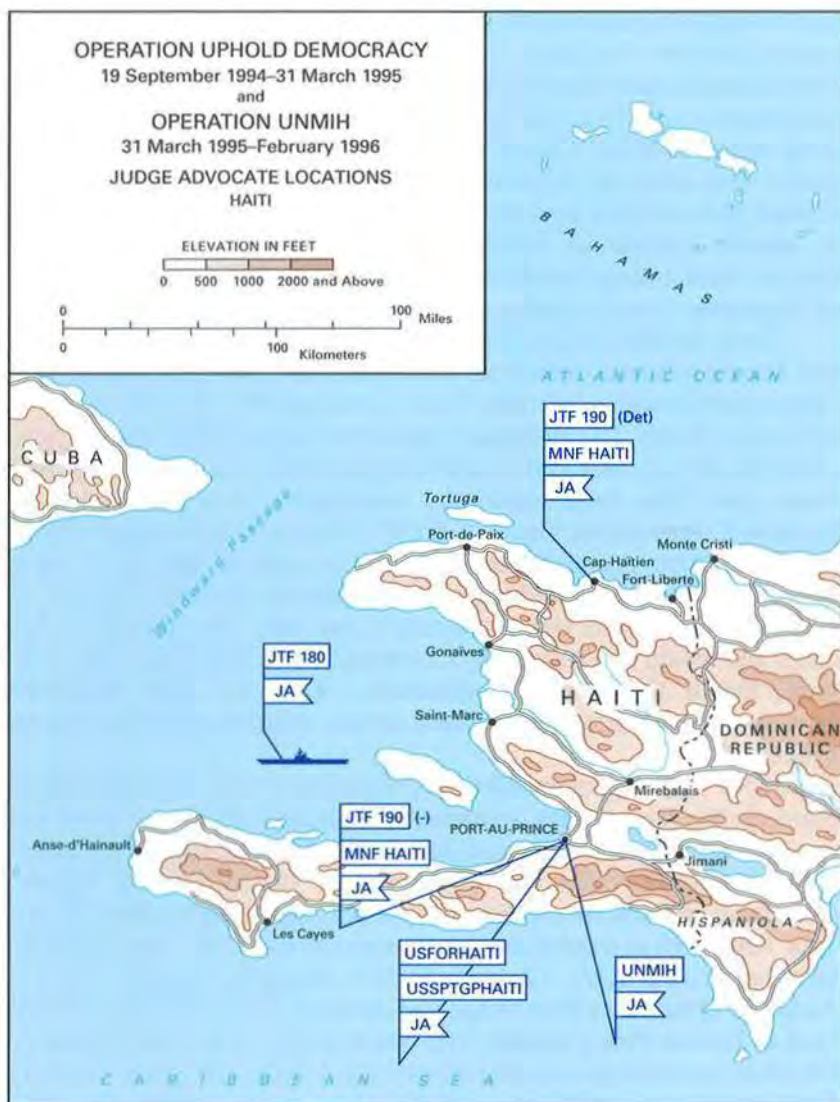 OPERATION UPHOLD DEMOCRACY
19 September 1994–31 March 1995
and
OPERATION UNMIH
31 March 1995–February 1996
JUDGE ADVOCATE LOCATIONS
HAITI
ELEVATION IN FEET
0 500 1000 2000 and Above
0 100 Miles
0 100 Kilometers
BAHAMAS
ATLANTIC OCEAN
CUBA
Windward Passage
JTF 190 (Det)
MNF HAITI
JA
Tortuga
Port-de-Paix
Cap-Haïtien
Monte Cristi
Fort-Liberte
Gonaïves
HAITI
JTF 180
JA
Saint-Marc
DOMINICAN
REPUBLIC
Mirebalais
JTF 190 (-)
MNF HAITI
JA
PORT-AU-PRINCE
Anse-d'Hainault
Jimani
Les Cayes
HISPANIOLA
USFORHAITI
USSPTGPHAITI
JA
UNMIH
JA
CARIBBEAN SEA